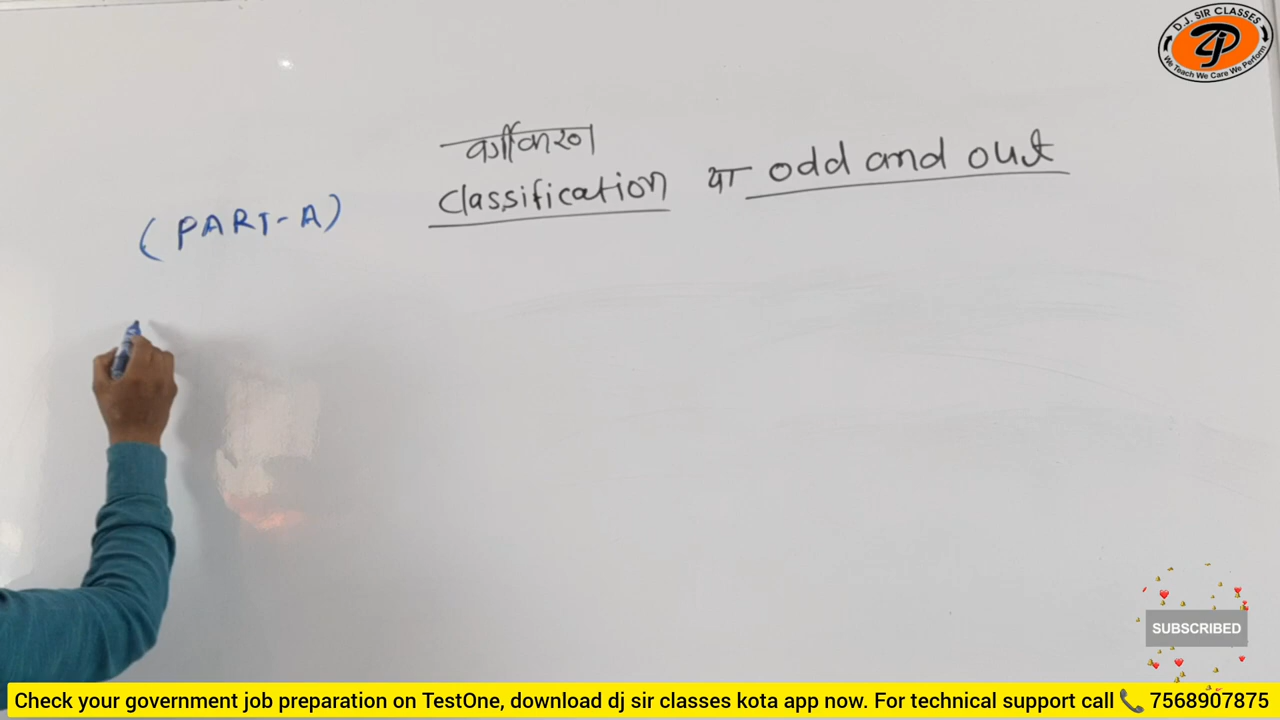 D.J. SIR CLASSES
DJ
We Teach We Care We Perform
वर्गीकरण
Classification या odd and out
(PART-A)
SUBSCRIBED
Check your government job preparation on TestOne, download dj sir classes kota app now. For technical support call 📞 7568907875